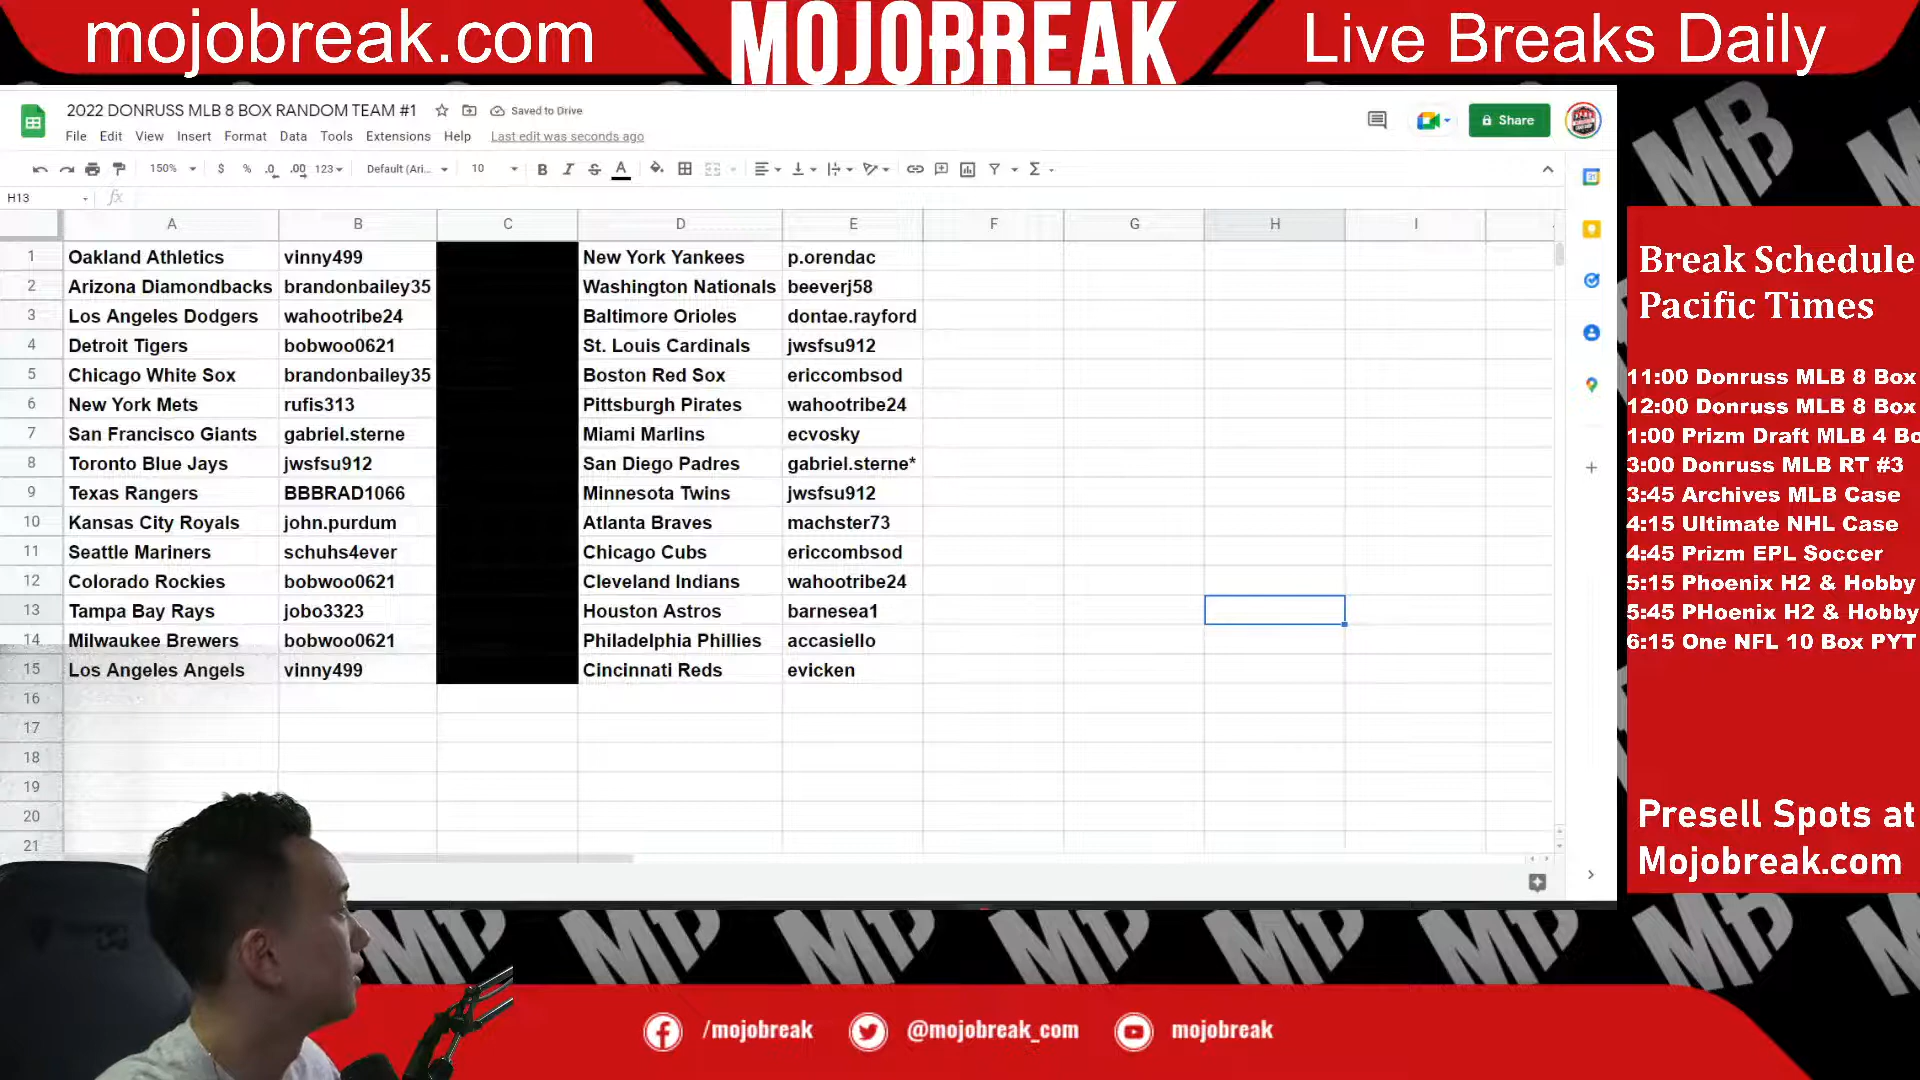 mojobreak.com
MOJOBREAK
Live Breaks Daily
2022 DONRUSS MLB 8 BOX RANDOM TEAM #1
Saved to Drive
File Edit View Insert Format Data Tools Extensions Help Last edit was seconds ago
Share
150% $ % .0 .00 123 Default (Ari... 10 B I S A
H13 fx
A B C D E F G H I
1 Oakland Athletics vinny499 New York Yankees p.orendac
2 Arizona Diamondbacks brandonbailey35 Washington Nationals beeverj58
3 Los Angeles Dodgers wahootribe24 Baltimore Orioles dontae.rayford
4 Detroit Tigers bobwoo0621 St. Louis Cardinals jwsfsu912
5 Chicago White Sox brandonbailey35 Boston Red Sox ericcombsod
6 New York Mets rufis313 Pittsburgh Pirates wahootribe24
7 San Francisco Giants gabriel.sterne Miami Marlins ecvosky
8 Toronto Blue Jays jwsfsu912 San Diego Padres gabriel.sterne*
9 Texas Rangers BBBRAD1066 Minnesota Twins jwsfsu912
10 Kansas City Royals john.purdum Atlanta Braves machster73
11 Seattle Mariners schuhs4ever Chicago Cubs ericcombsod
12 Colorado Rockies bobwoo0621 Cleveland Indians wahootribe24
13 Tampa Bay Rays jobo3323 Houston Astros barnesea1
14 Milwaukee Brewers bobwoo0621 Philadelphia Phillies accasiello
15 Los Angeles Angels vinny499 Cincinnati Reds evicken
16
17
18
19
20
21
Break Schedule
Pacific Times
11:00 Donruss MLB 8 Box
12:00 Donruss MLB 8 Box
1:00 Prizm Draft MLB 4 Bo
3:00 Donruss MLB RT #3
3:45 Archives MLB Case
4:15 Ultimate NHL Case
4:45 Prizm EPL Soccer
5:15 Phoenix H2 & Hobby
5:45 PHoenix H2 & Hobby
6:15 One NFL 10 Box PYT
Presell Spots at
Mojobreak.com
/mojobreak @mojobreak_com mojobreak